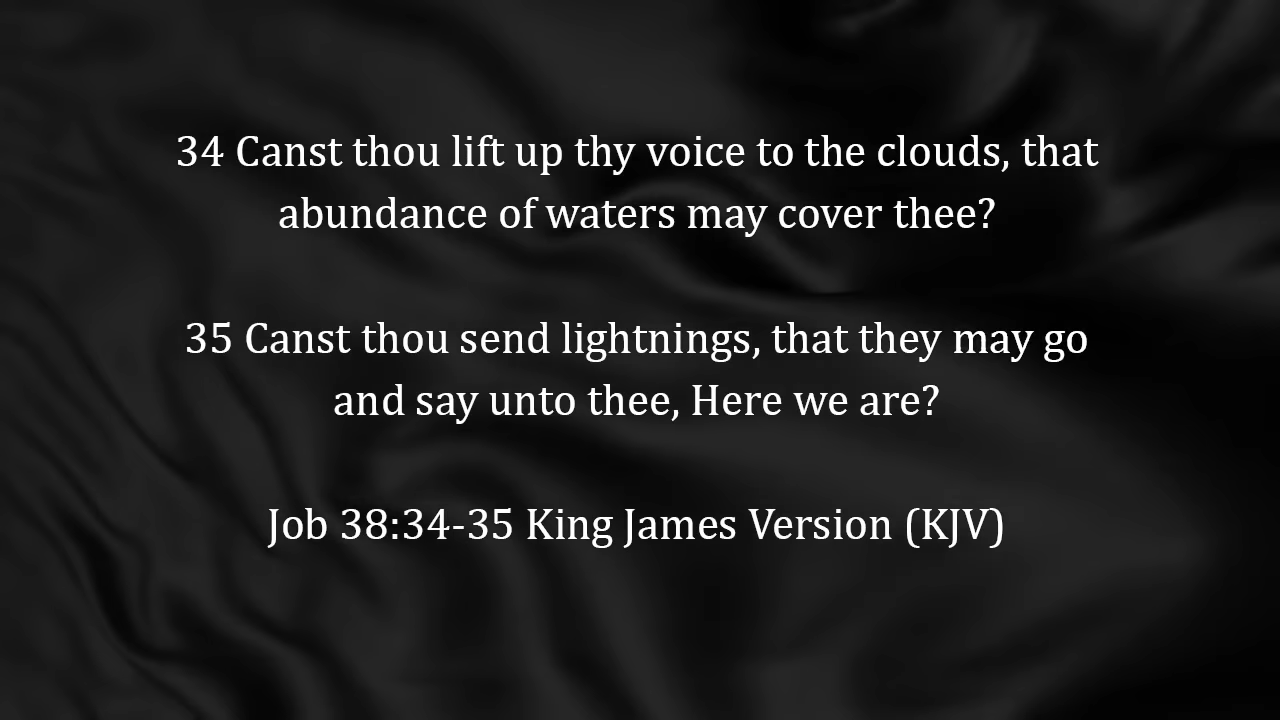 34 Canst thou lift up thy voice to the clouds, that
abundance of waters may cover thee?
35 Canst thou send lightnings, that they may go
and say unto thee, Here we are?
Job 38:34-35 King James Version (KJV)